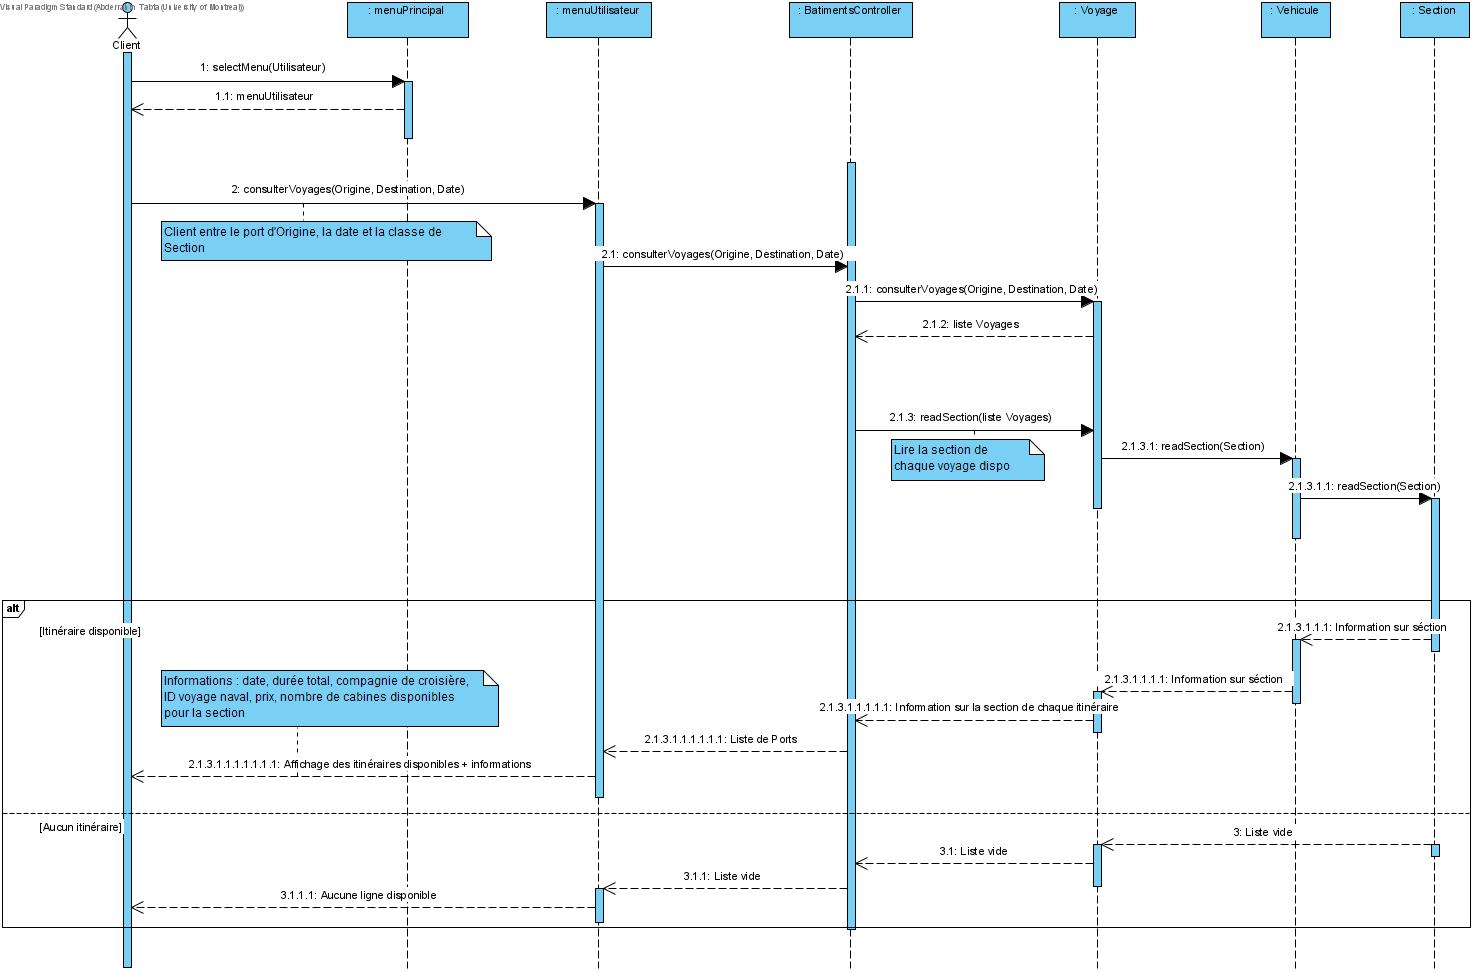 Visual Paradigm Standard (Abderrahim Tabta (University of Montreal))
Client
: menuPrincipal
: menuUtilisateur
: BatimentsController
: Voyage
: Vehicule
: Section
1: selectMenu(Utilisateur)
1.1: menuUtilisateur
2: consulterVoyages(Origine, Destination, Date)
Client entre le port d'Origine, la date et la classe de
Section
2.1: consulterVoyages(Origine, Destination, Date)
2.1.1: consulterVoyages(Origine, Destination, Date)
2.1.2: liste Voyages
2.1.3: readSection(liste Voyages)
Lire la section de
chaque voyage dispo
2.1.3.1: readSection(Section)
2.1.3.1.1: readSection(Section)
alt
[Itinéraire disponible]
2.1.3.1.1.1: Information sur séction
Informations : date, durée total, compagnie de croisière,
ID voyage naval, prix, nombre de cabines disponibles
pour la section
2.1.3.1.1.1.1: Information sur séction
2.1.3.1.1.1.1.1: Information sur la section de chaque itinéraire
2.1.3.1.1.1.1.1.1: Liste de Ports
2.1.3.1.1.1.1.1.1.1: Affichage des itinéraires disponibles + informations
[Aucun itinéraire]
3: Liste vide
3.1: Liste vide
3.1.1: Liste vide
3.1.1.1: Aucune ligne disponible